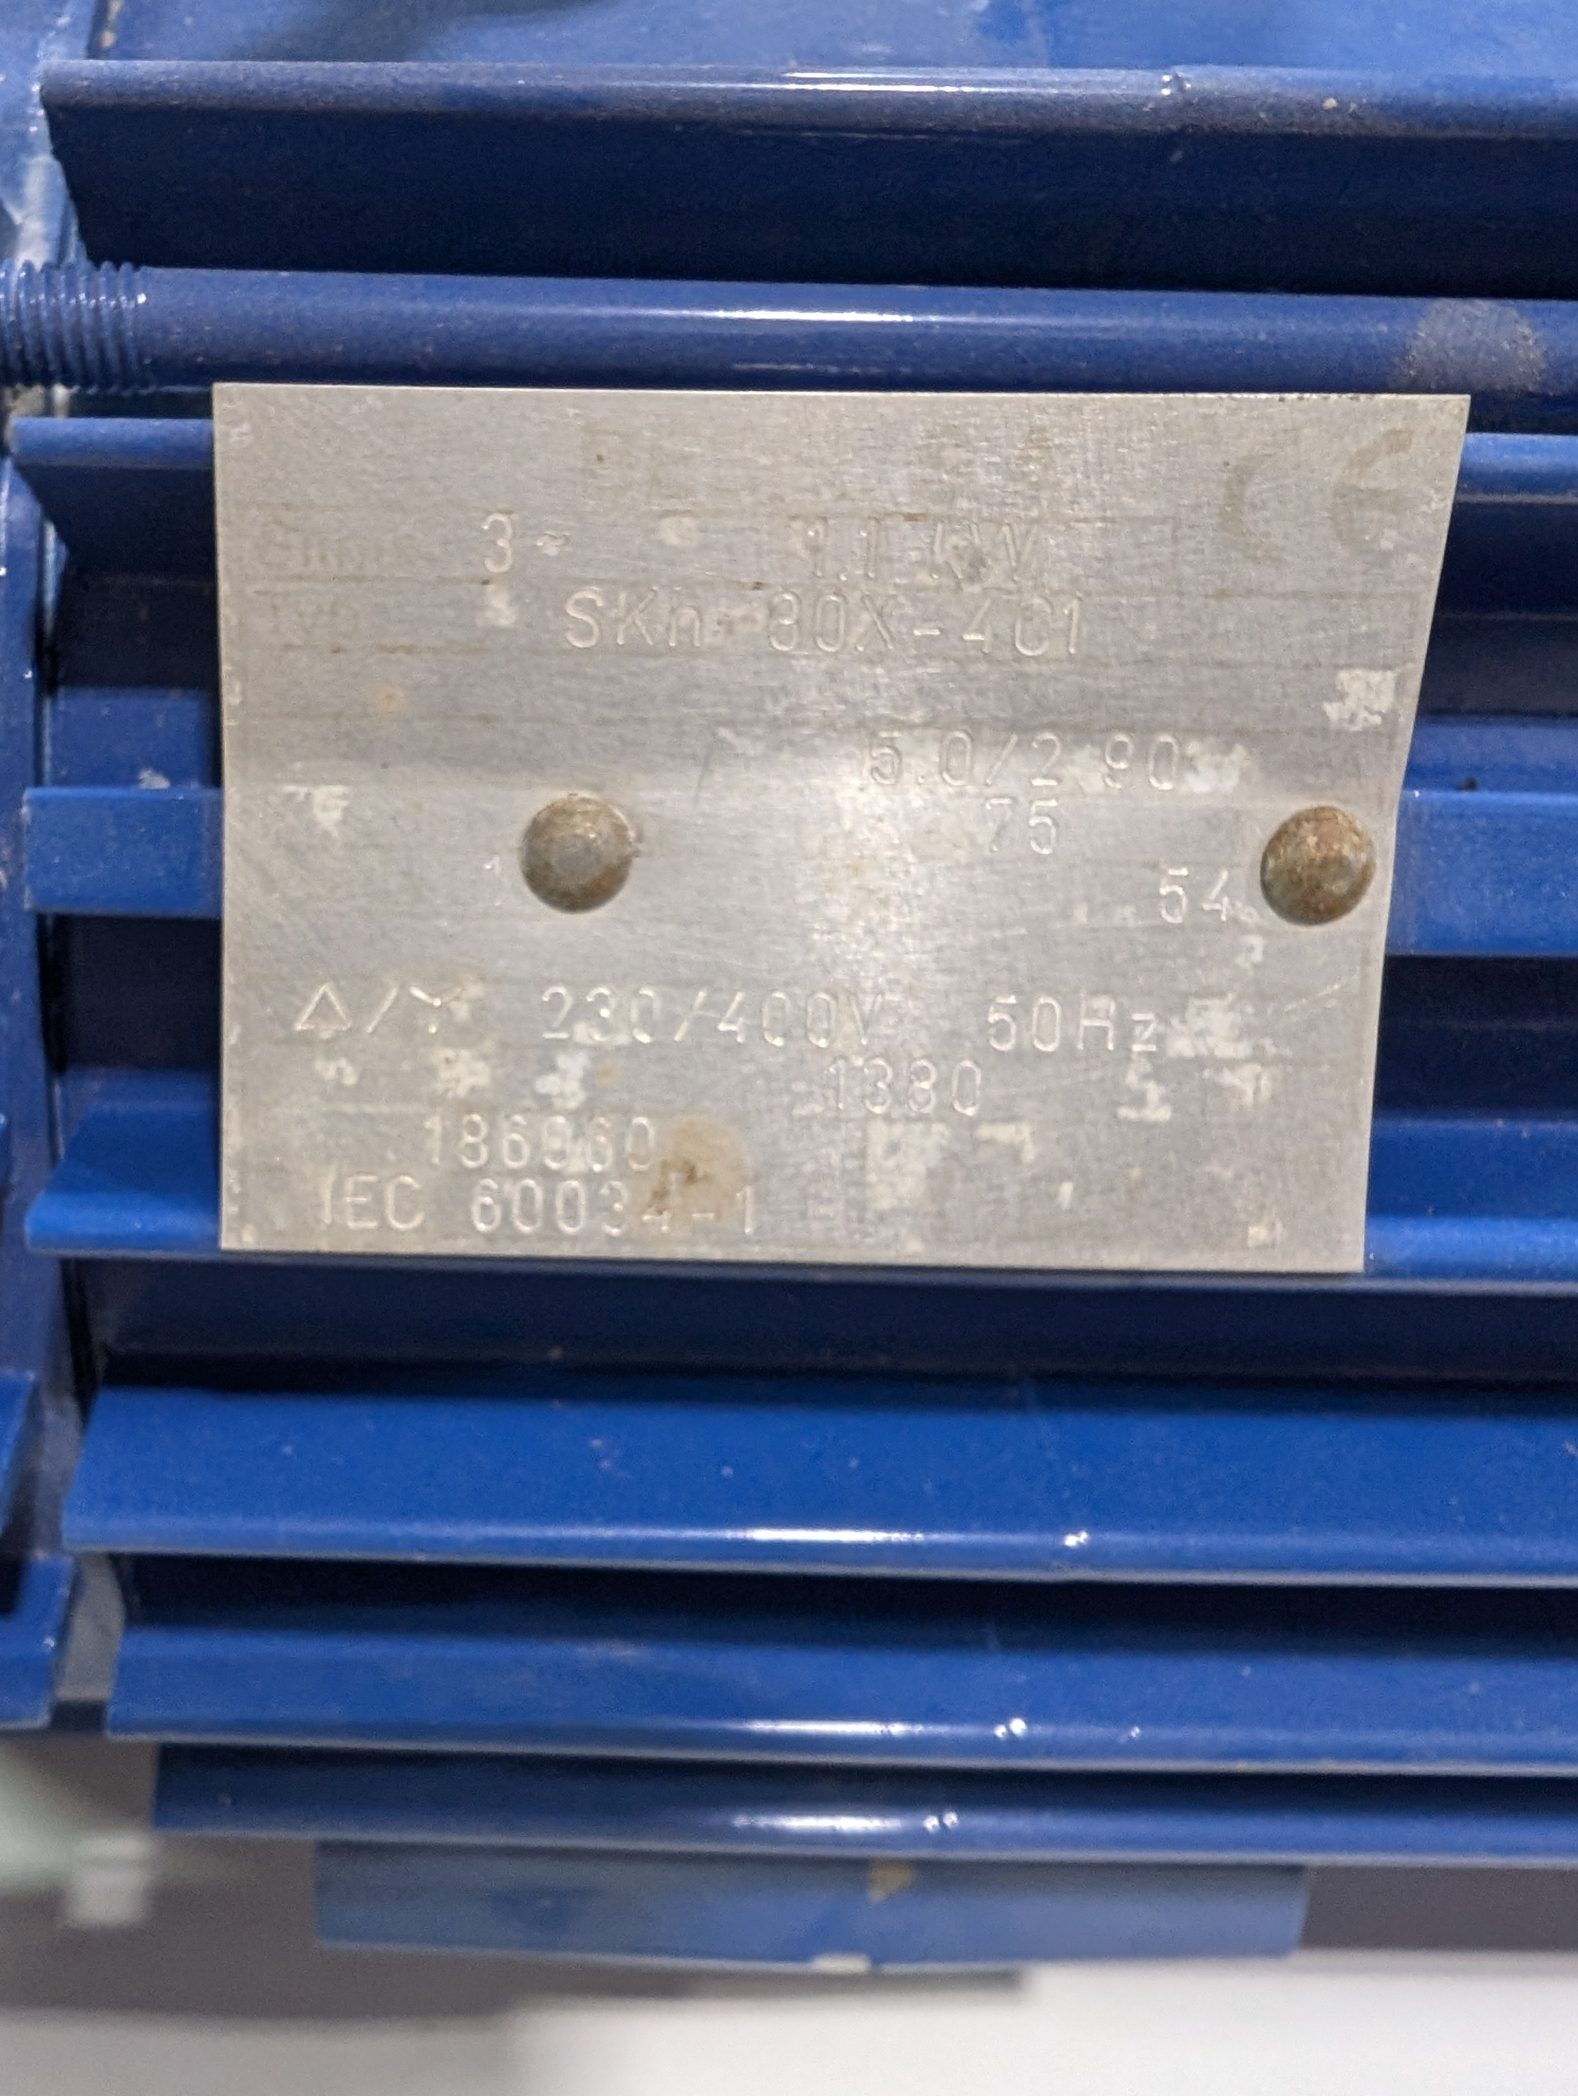 CE
3~ 1.1 kW
SKh 80X-4C1
5.0/2.90
75
54
△/Y 230/400V 50Hz
1380
IEC 60034-1